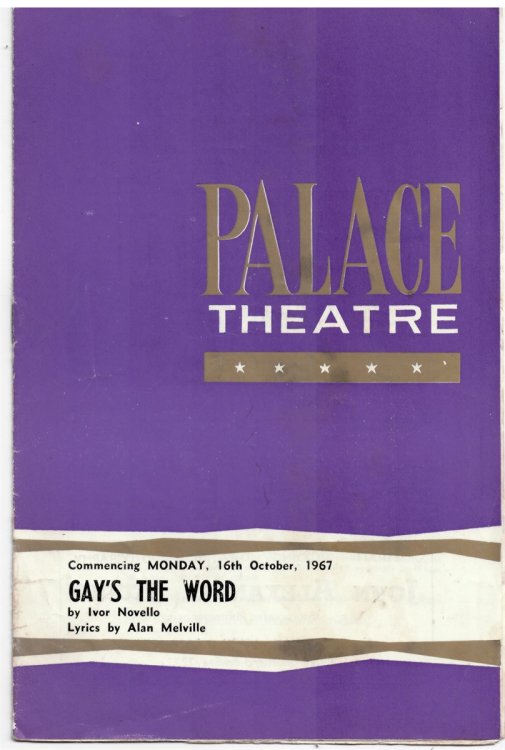 PALACE
THEATRE
Commencing MONDAY, 16th October, 1967
GAY'S THE WORD
by Ivor Novello
Lyrics by Alan Melville